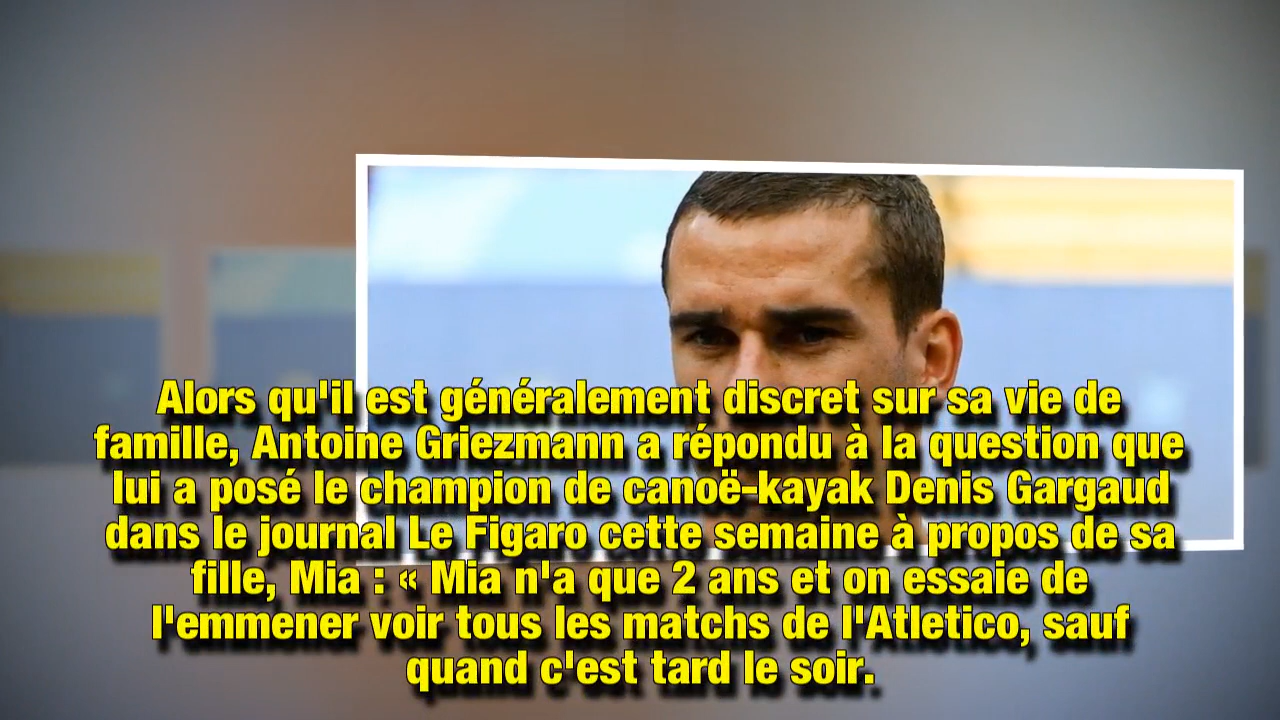 Alors qu'il est généralement discret sur sa vie de
famille, Antoine Griezmann a répondu à la question que
lui a posé le champion de canoë-kayak Denis Gargaud
dans le journal Le Figaro cette semaine à propos de sa
fille, Mia : « Mia n'a que 2 ans et on essaie de
l'emmener voir tous les matchs de l'Atletico, sauf
quand c'est tard le soir.